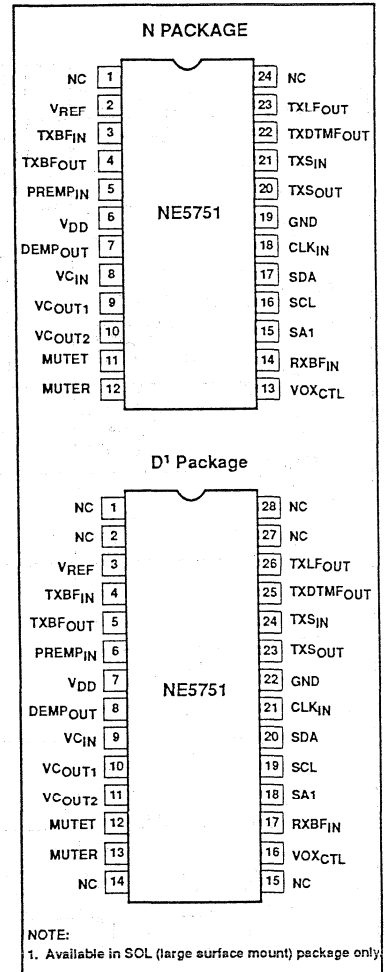 N PACKAGE
NC 1 24 NC
VREF 2 23 TXLFOUT
TXBFIN 3 22 TXDTMFOUT
TXBFOUT 4 21 TXSIN
PREMPIN 5 20 TXSOUT
VDD 6 19 GND
DEMPOUT 7 18 CLKIN
VCIN 8 17 SDA
VCOUT1 9 16 SCL
VCOUT2 10 15 SA1
MUTET 11 14 RXBFIN
MUTER 12 13 VOXCTL
NE5751
D1 Package
NC 1 28 NC
NC 2 27 NC
VREF 3 26 TXLFOUT
TXBFIN 4 25 TXDTMFOUT
TXBFOUT 5 24 TXSIN
PREMPIN 6 23 TXSOUT
VDD 7 22 GND
DEMPOUT 8 21 CLKIN
VCIN 9 20 SDA
VCOUT1 10 19 SCL
VCOUT2 11 18 SA1
MUTET 12 17 RXBFIN
MUTER 13 16 VOXCTL
NC 14 15 NC
NE5751
NOTE:
1. Available in SOL (large surface mount) package only